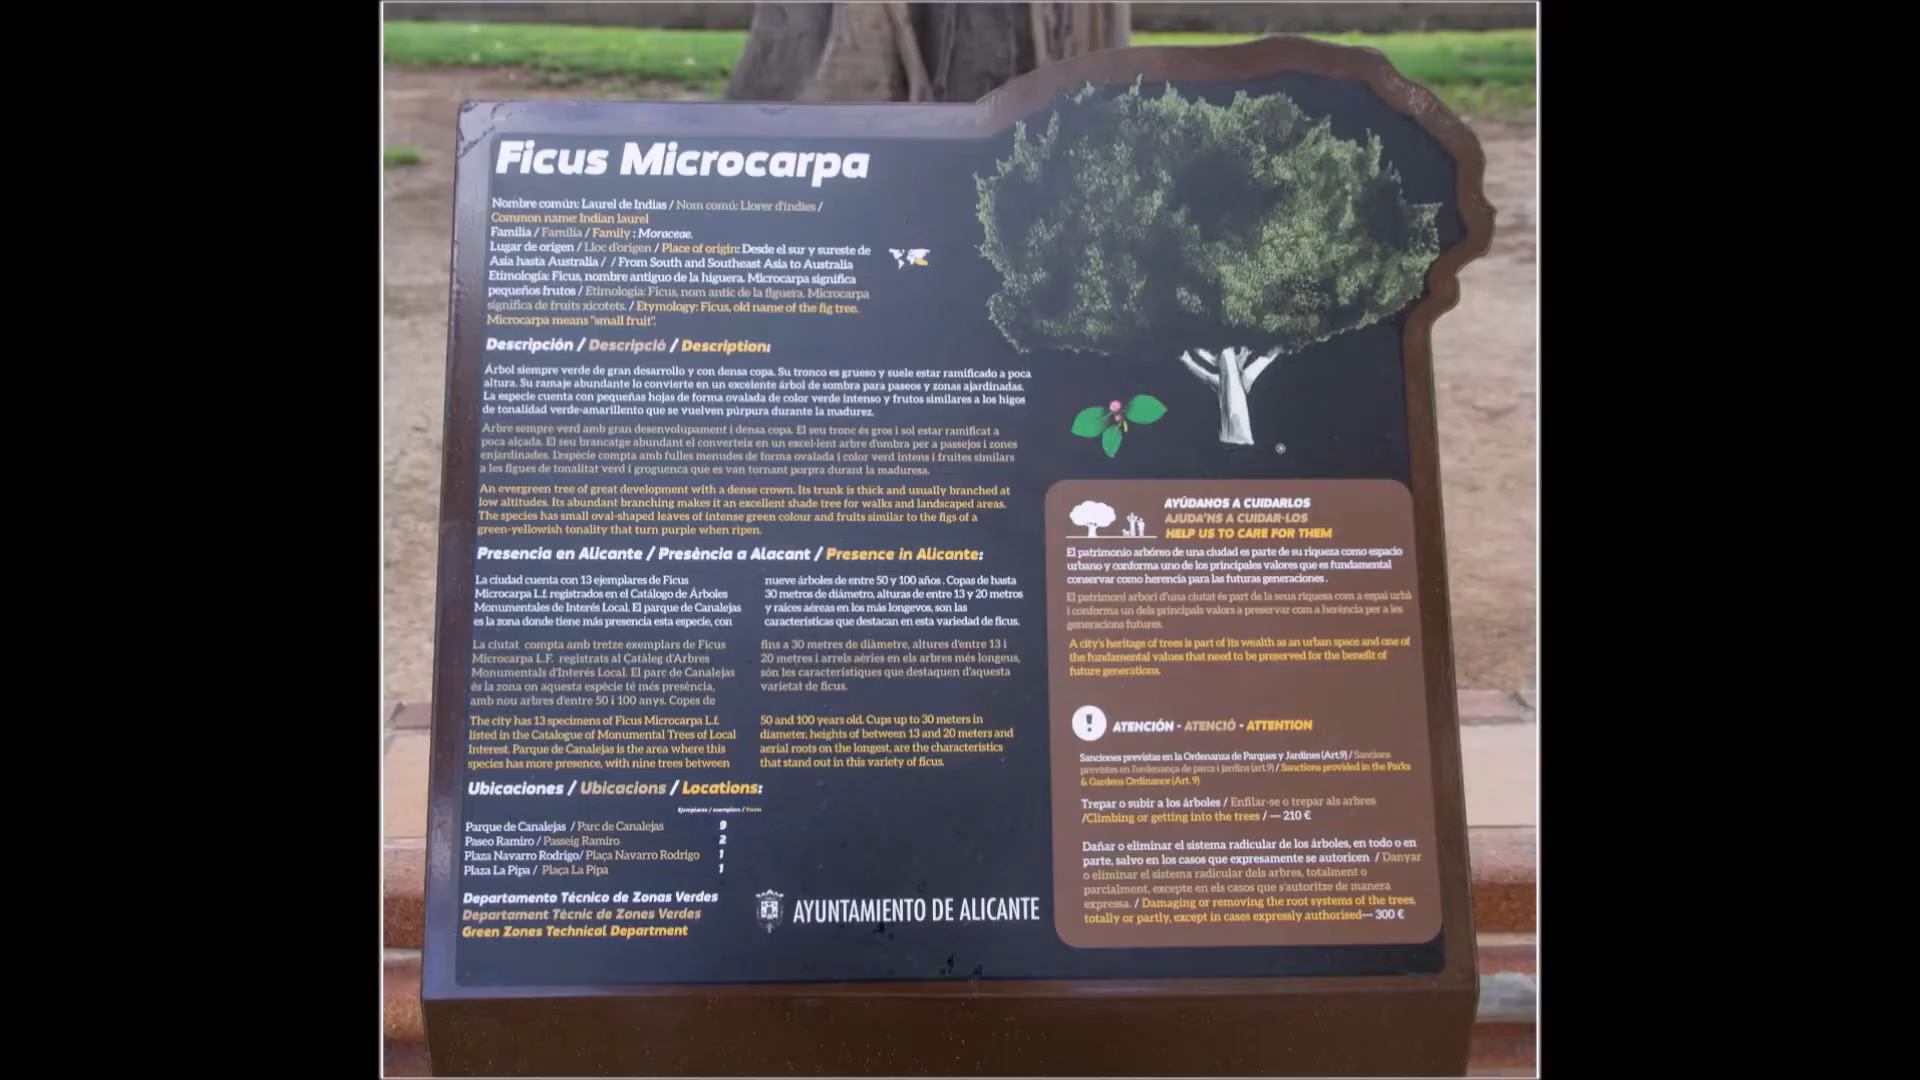 Ficus Microcarpa
Nombre común: Laurel de Indias / Nom comú: Llorer d'índies /
Common name: Indian laurel
Familia / Família / Family : Moraceae.
Lugar de origen / Lloc d'origen / Place of origin: Desde el sur y sureste de
Asia hasta Australia / / From South and Southeast Asia to Australia
Etimología: Ficus, nombre antiguo de la higuera. Microcarpa significa
pequeños frutos / Etimologia: Ficus, nom antic de la figuera. Microcarpa
significa de fruits xicotets. / Etymology: Ficus, old name of the fig tree.
Microcarpa means "small fruit".
Descripción / Descripció / Description:
Árbol siempre verde de gran desarrollo y con densa copa. Su tronco es grueso y suele estar ramificado a poca
altura. Su ramaje abundante lo convierte en un excelente árbol de sombra para paseos y zonas ajardinadas.
La especie cuenta con pequeñas hojas de forma ovalada de color verde intenso y frutos similares a los higos
de tonalidad verde-amarillento que se vuelven púrpura durante la madurez.
Arbre sempre verd amb gran desenvolupament i densa copa. El seu tronc és gros i sol estar ramificat a
poca alçada. El seu brancatge abundant el converteix en un excel·lent arbre d'ombra per a passejos i zones
enjardinades. L'espècie compta amb fulles menudes de forma ovalada i color verd intens i fruites similars
a les figues de tonalitat verd i groguenca que es van tornant porpra durant la maduresa.
An evergreen tree of great development with a dense crown. Its trunk is thick and usually branched at
low altitudes. Its abundant branching makes it an excellent shade tree for walks and landscaped areas.
The species has small oval-shaped leaves of intense green colour and fruits similar to the figs of a
green-yellowish tonality that turn purple when ripen.
Presencia en Alicante / Presència a Alacant / Presence in Alicante:
La ciudad cuenta con 13 ejemplares de Ficus
Microcarpa L.f. registrados en el Catálogo de Árboles
Monumentales de Interés Local. El parque de Canalejas
es la zona donde tiene más presencia esta especie, con
nueve árboles de entre 50 y 100 años . Copas de hasta
30 metros de diámetro, alturas de entre 13 y 20 metros
y raíces aéreas en los más longevos, son las
características que destacan en esta variedad de ficus.
La ciutat compta amb tretze exemplars de Ficus
Microcarpa L.F. registrats al Catàleg d'Arbres
Monumentals d'Interés Local. El parc de Canalejas
és la zona on aquesta espècie té més presència,
amb nou arbres d'entre 50 i 100 anys. Copes de
fins a 30 metres de diàmetre, altures d'entre 13 i
20 metres i arrels aèries en els arbres més longeus,
són les característiques que destaquen d'aquesta
varietat de ficus.
The city has 13 specimens of Ficus Microcarpa L.f.
listed in the Catalogue of Monumental Trees of Local
Interest. Parque de Canalejas is the area where this
species has more presence, with nine trees between
50 and 100 years old. Cups up to 30 meters in
diameter, heights of between 13 and 20 meters and
aerial roots on the longest, are the characteristics
that stand out in this variety of ficus.
Ubicaciones / Ubicacions / Locations:
Ejemplares / exemplars / Trees
Parque de Canalejas / Parc de Canalejas 9
Paseo Ramiro / Passeig Ramiro 2
Plaza Navarro Rodrigo/ Plaça Navarro Rodrigo 1
Plaza La Pipa / Plaça La Pipa 1
Departamento Técnico de Zonas Verdes
Departament Tècnic de Zones Verdes
Green Zones Technical Department
AYUNTAMIENTO DE ALICANTE
AYÚDANOS A CUIDARLOS
AJUDA'NS A CUIDAR-LOS
HELP US TO CARE FOR THEM
El patrimonio arbóreo de una ciudad es parte de su riqueza como espacio
urbano y conforma uno de los principales valores que es fundamental
conservar como herencia para las futuras generaciones .
El patrimoni arbori d'una ciutat és part de la seua riquesa com a espai urbà
i conforma un dels principals valors a preservar com a herència per a les
generacions futures.
A city's heritage of trees is part of its wealth as an urban space and one of
the fundamental values that need to be preserved for the benefit of
future generations.
! ATENCIÓN - ATENCIÓ - ATTENTION
Sanciones previstas en la Ordenanza de Parques y Jardines (Art.9) / Sancions
previstes en l'ordenança de parcs i jardins (art.9) / Sanctions provided in the Parks
& Gardens Ordinance (Art. 9)
Trepar o subir a los árboles / Enfilar-se o trepar als arbres
/Climbing or getting into the trees / — 210 €
Dañar o eliminar el sistema radicular de los árboles, en todo o en
parte, salvo en los casos que expresamente se autoricen / Danyar
o eliminar el sistema radicular dels arbres, totalment o
parcialment, excepte en els casos que s'autoritze de manera
expressa. / Damaging or removing the root systems of the trees,
totally or partly, except in cases expressly authorised— 300 €